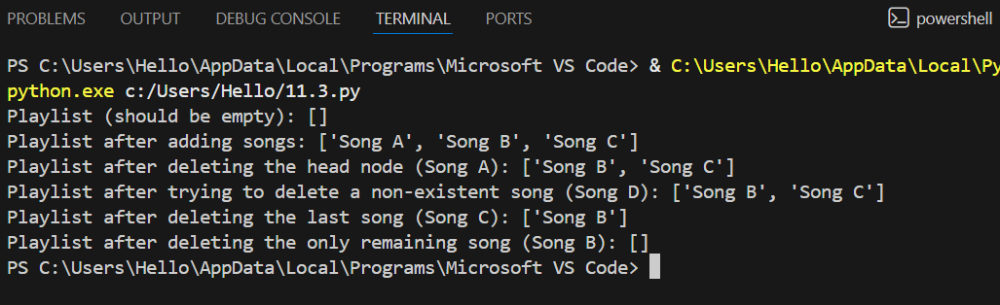 PROBLEMS OUTPUT DEBUG CONSOLE TERMINAL PORTS powershell
PS C:\Users\Hello\AppData\Local\Programs\Microsoft VS Code> & C:\Users\Hello\AppData\Local\Py
python.exe c:/Users/Hello/11.3.py
Playlist (should be empty): []
Playlist after adding songs: ['Song A', 'Song B', 'Song C']
Playlist after deleting the head node (Song A): ['Song B', 'Song C']
Playlist after trying to delete a non-existent song (Song D): ['Song B', 'Song C']
Playlist after deleting the last song (Song C): ['Song B']
Playlist after deleting the only remaining song (Song B): []
PS C:\Users\Hello\AppData\Local\Programs\Microsoft VS Code>